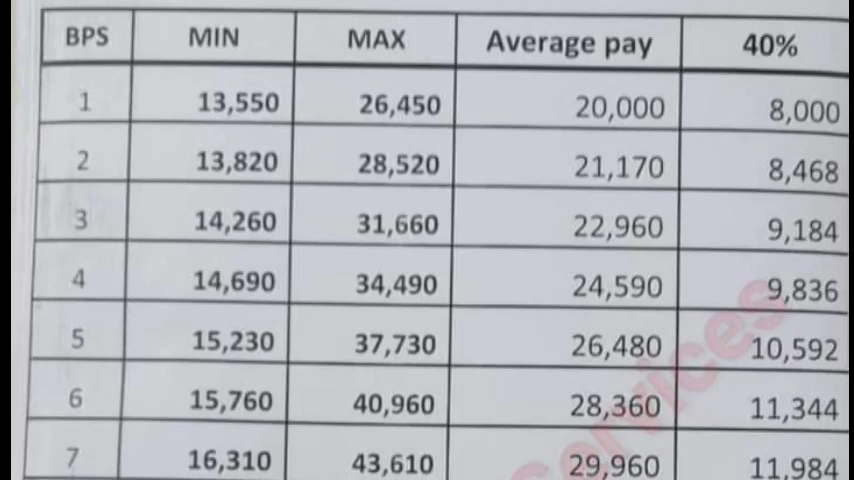 BPS MIN MAX Average pay 40%
1 13,550 26,450 20,000 8,000
2 13,820 28,520 21,170 8,468
3 14,260 31,660 22,960 9,184
4 14,690 34,490 24,590 9,836
5 15,230 37,730 26,480 10,592
6 15,760 40,960 28,360 11,344
7 16,310 43,610 29,960 11,984
Services